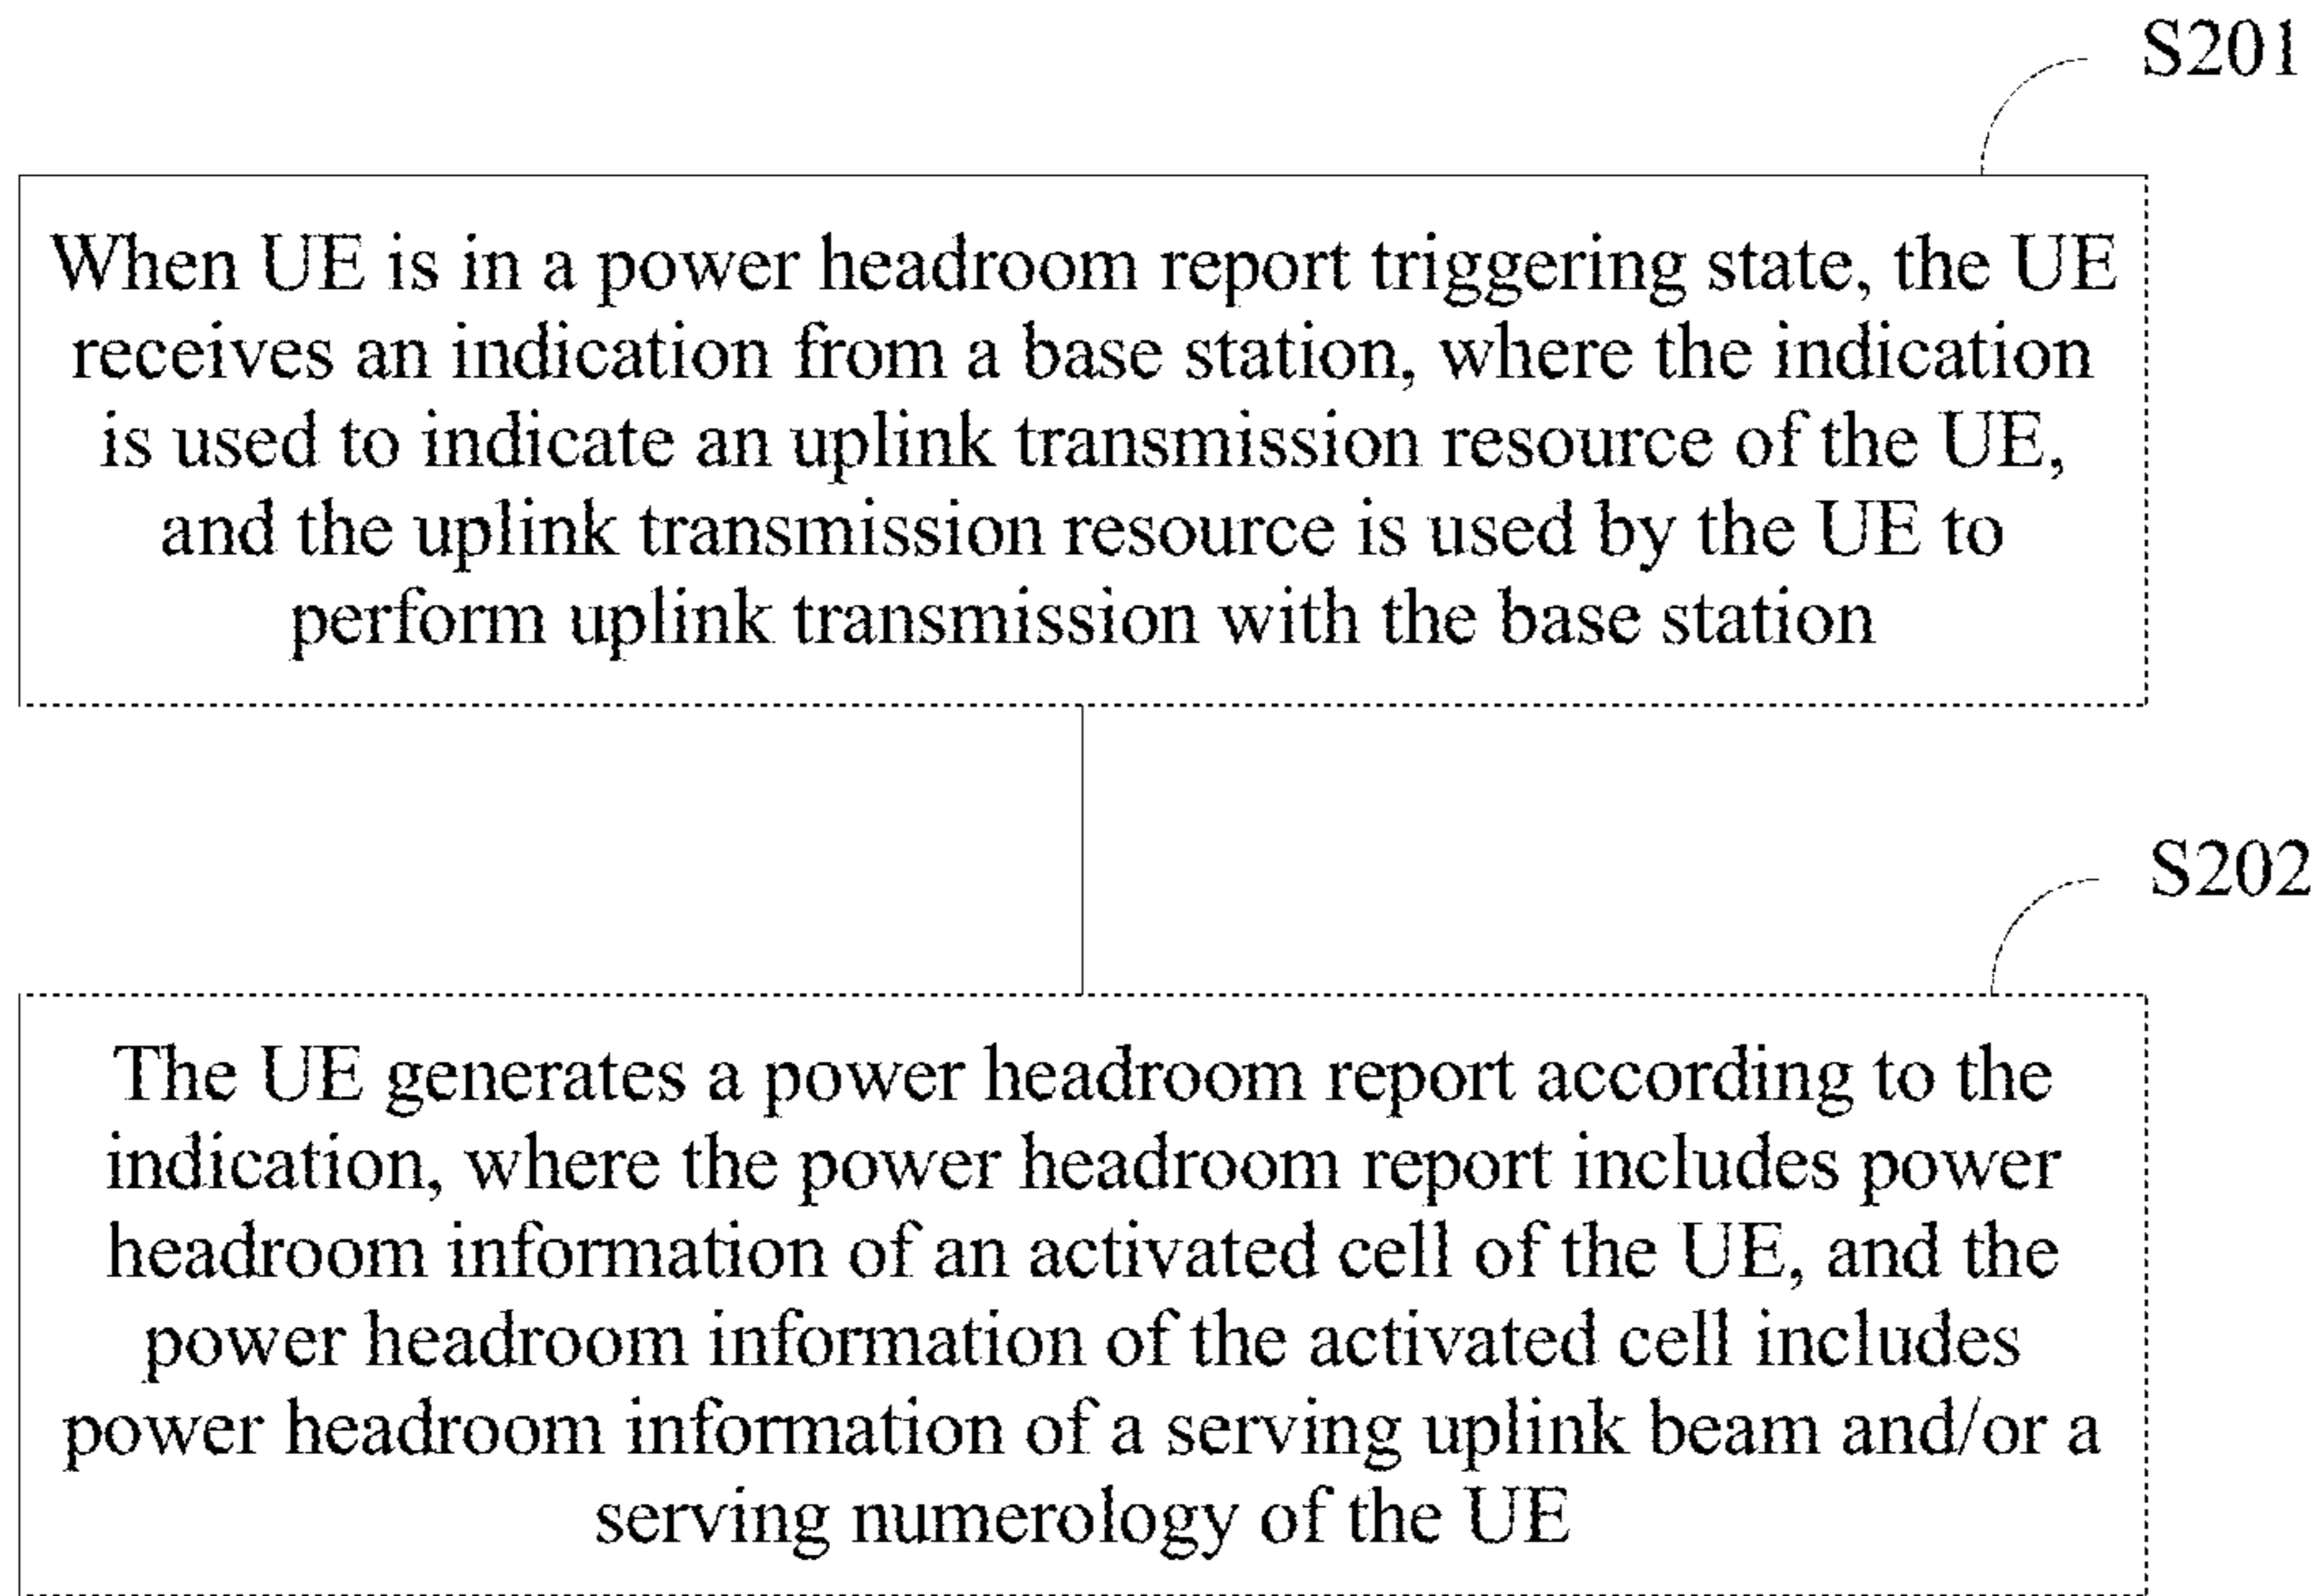 S201
When UE is in a power headroom report triggering state, the UE
receives an indication from a base station, where the indication
is used to indicate an uplink transmission resource of the UE,
and the uplink transmission resource is used by the UE to
perform uplink transmission with the base station
S202
The UE generates a power headroom report according to the
indication, where the power headroom report includes power
headroom information of an activated cell of the UE, and the
power headroom information of the activated cell includes
power headroom information of a serving uplink beam and/or a
serving numerology of the UE